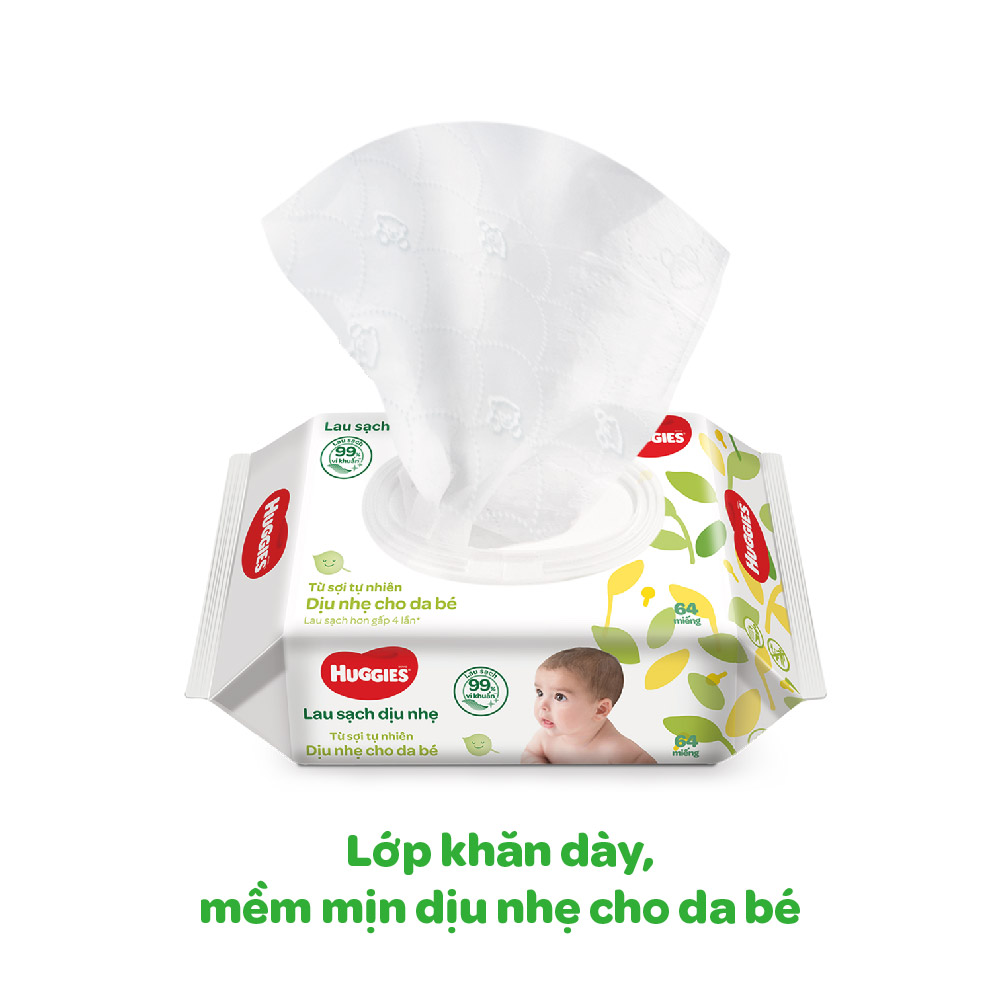 Lau sạch
Lau sạch
99%
vi khuẩn
GIES
HUGGIES
HUGGIES
Từ sợi tự nhiên
Dịu nhẹ cho da bé
Lau sạch hơn gấp 4 lần*
64
miếng
HUGGIES
Lau sạch
99%
vi khuẩn
Lau sạch dịu nhẹ
Từ sợi tự nhiên
Dịu nhẹ cho da bé
64
miếng
Lớp khăn dày,
mềm mịn dịu nhẹ cho da bé